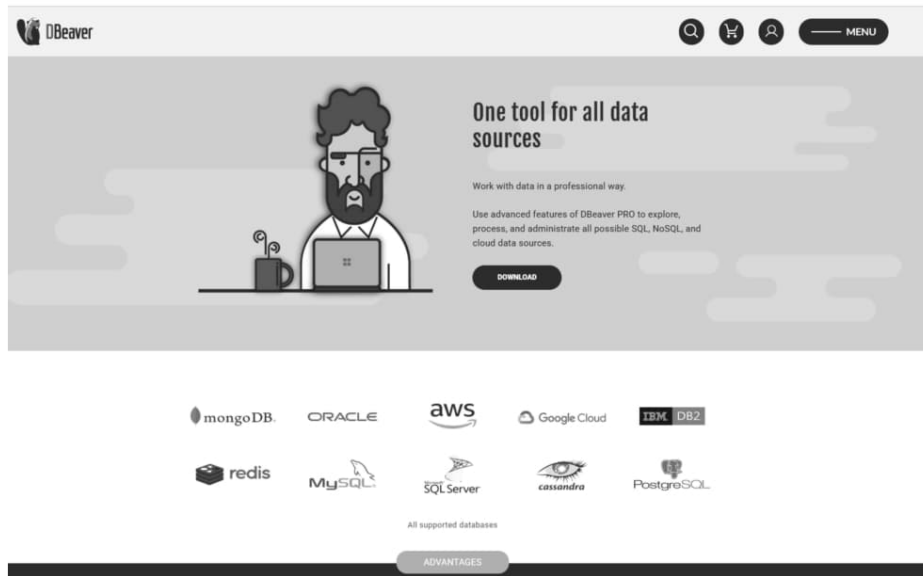 DBeaver
MENU
One tool for all data
sources
Work with data in a professional way.
Use advanced features of DBeaver PRO to explore,
process, and administrate all possible SQL, NoSQL, and
cloud data sources.
DOWNLOAD
mongoDB.
ORACLE
aws
Google Cloud
IBM DB2
redis
MySQL
Microsoft
SQL Server
cassandra
PostgreSQL
All supported databases
ADVANTAGES